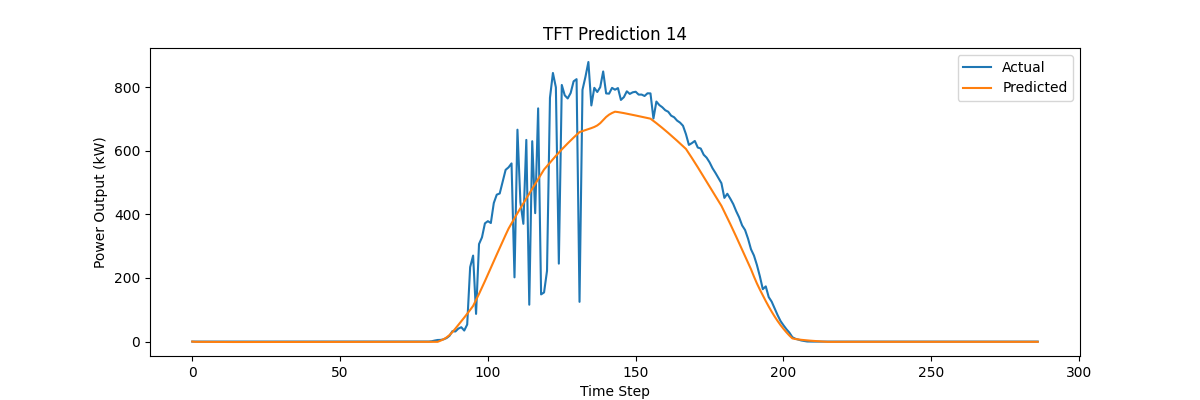 TFT Prediction 14
Actual
Predicted
Power Output (kW)
800
600
400
200
0
0 50 100 150 200 250 300
Time Step